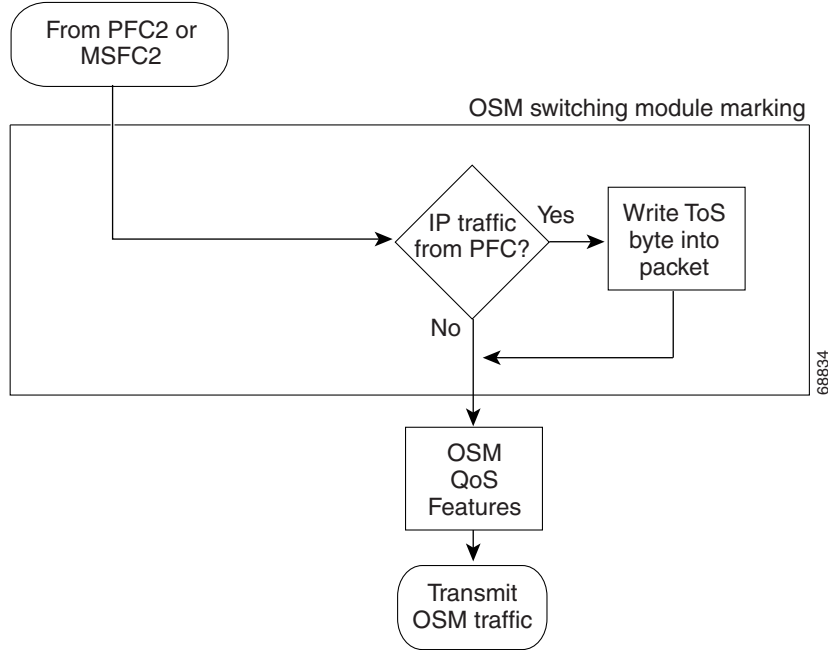 From PFC2 or
MSFC2
OSM switching module marking
IP traffic
from PFC?
Yes
Write ToS
byte into
packet
No
68834
OSM
QoS
Features
Transmit
OSM traffic